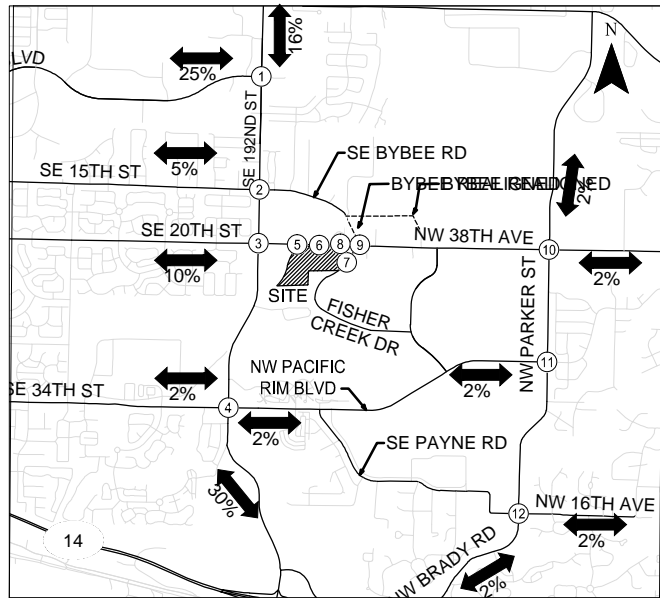 16%
N
LVD
25%
1
SE 192ND ST
SE BYBEE RD
5%
SE 15TH ST
2
2%
SE 20TH ST
3
5
6
8
9
7
NW 38TH AVE
10
10%
2%
SITE
FISHER
CREEK DR
NW PARKER ST
11
NW PACIFIC
RIM BLVD
2%
2%
SE 34TH ST
4
2%
SE PAYNE RD
30%
12
NW 16TH AVE
2%
14
NW BRADY RD
2%